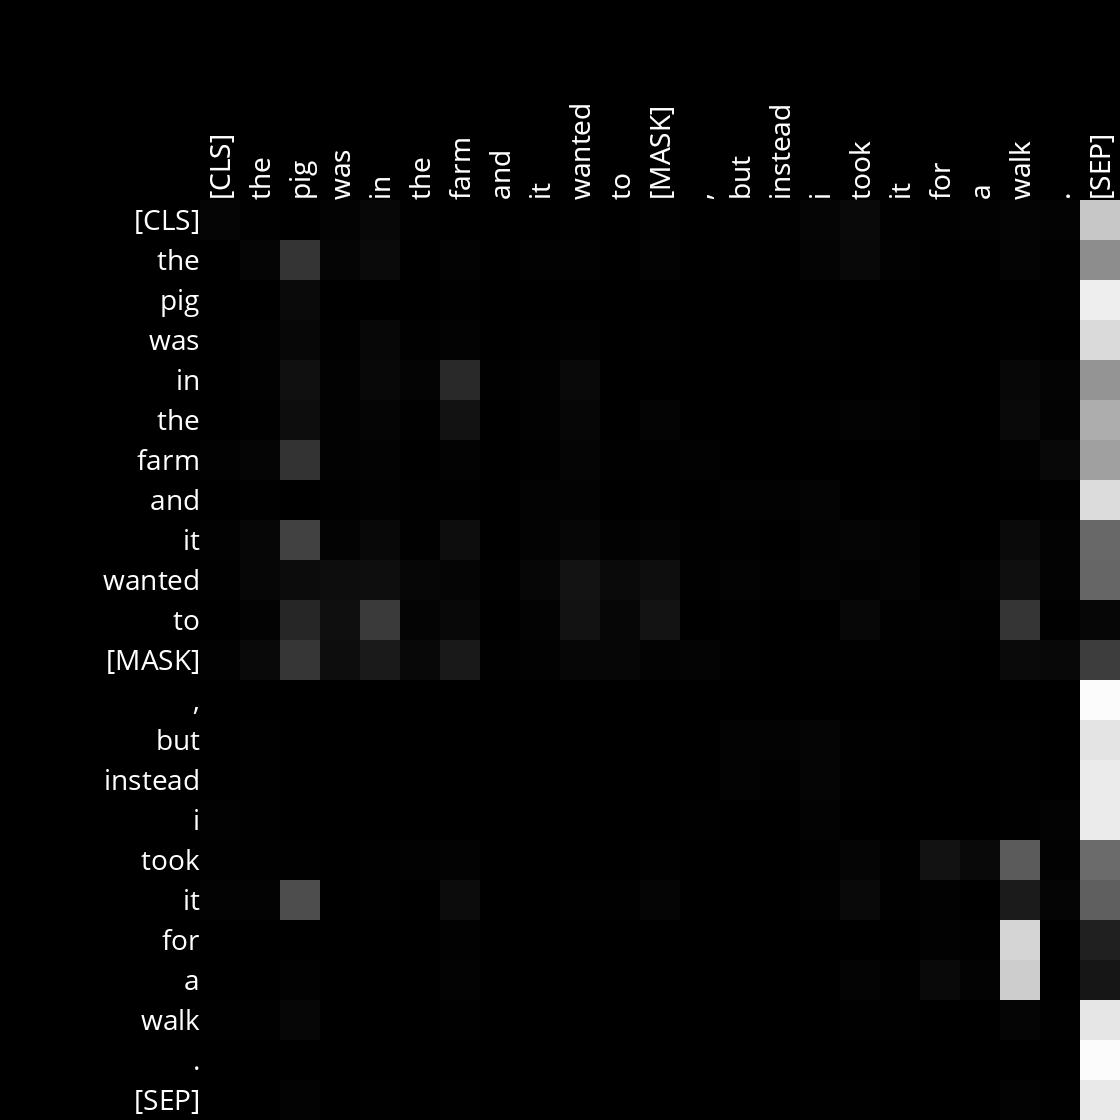 [CLS] the pig was in the farm and it wanted to [MASK] , but instead i took it for a walk . [SEP]
[CLS]
the
pig
was
in
the
farm
and
it
wanted
to
[MASK]
,
but
instead
i
took
it
for
a
walk
.
[SEP]